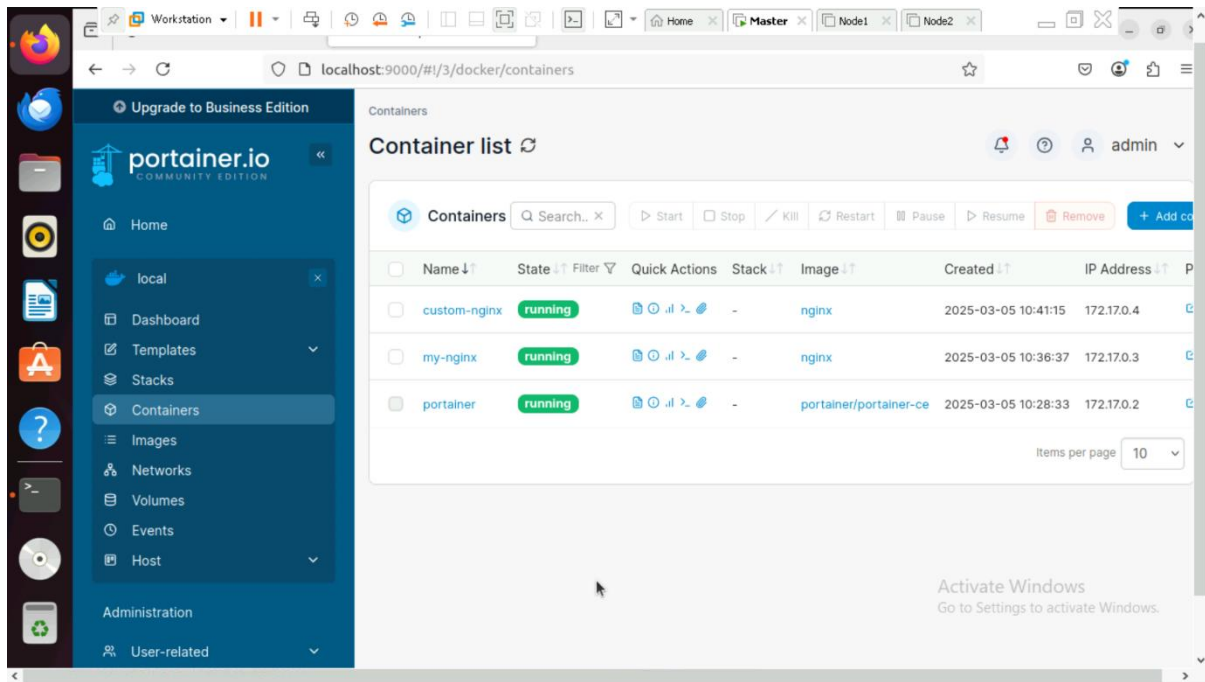 Workstation Home Master Node1 Node2
localhost:9000/#!/3/docker/containers
Upgrade to Business Edition
portainer.io
COMMUNITY EDITION
Home
local
Dashboard
Templates
Stacks
Containers
Images
Networks
Volumes
Events
Host
Administration
User-related
Containers
Container list admin
Containers Search.. Start Stop Kill Restart Pause Resume Remove + Add co
Name State Filter Quick Actions Stack Image Created IP Address P
custom-nginx running - nginx 2025-03-05 10:41:15 172.17.0.4
my-nginx running - nginx 2025-03-05 10:36:37 172.17.0.3
portainer running - portainer/portainer-ce 2025-03-05 10:28:33 172.17.0.2
Items per page 10
Activate Windows
Go to Settings to activate Windows.